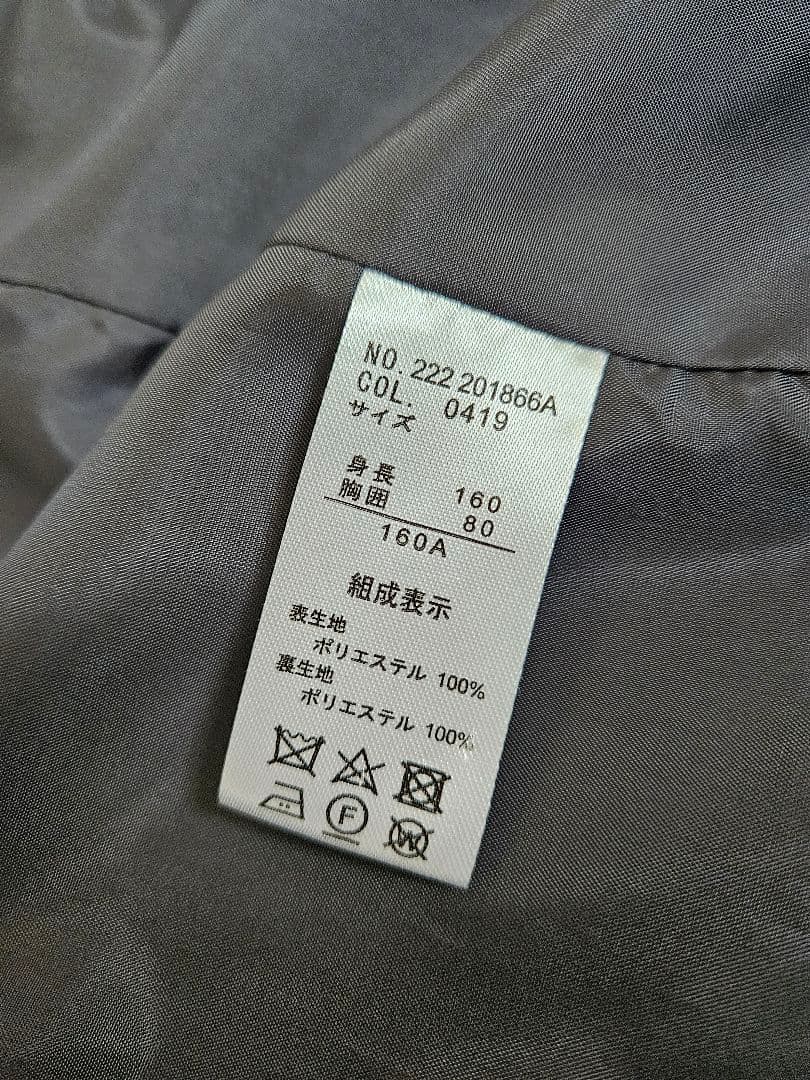 NO. 222 201866A
COL. 0419
サイズ
身長 160
胸囲 80
160A
組成表示
表生地
ポリエステル 100%
裏生地
ポリエステル 100%
F
W